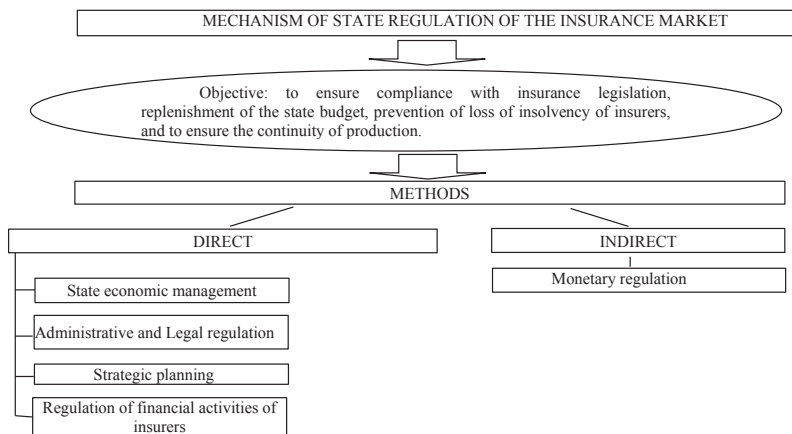 MECHANISM OF STATE REGULATION OF THE INSURANCE MARKET
Objective: to ensure compliance with insurance legislation,
replenishment of the state budget, prevention of loss of insolvency of insurers,
and to ensure the continuity of production.
METHODS
DIRECT
INDIRECT
State economic management
Monetary regulation
Administrative and Legal regulation
Strategic planning
Regulation of financial activities of
insurers